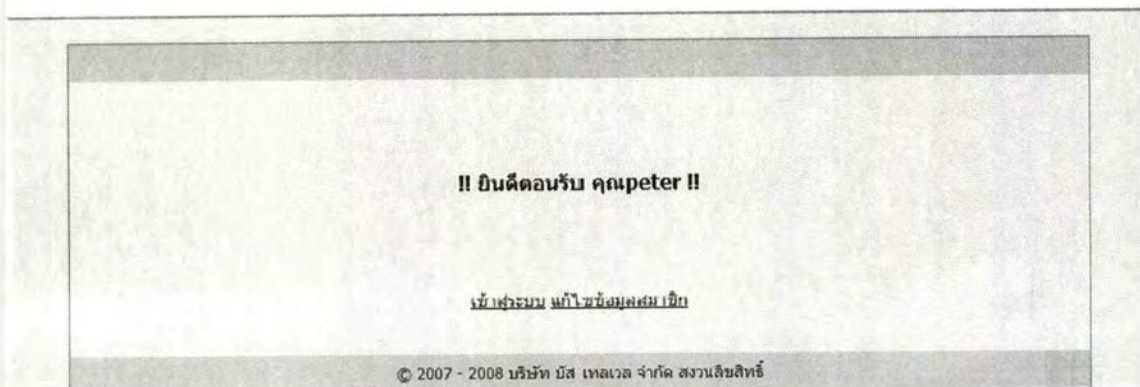 !! ยินดีตอนรับ คุณpeter !!
เข้าสู่ระบบ แก้ไขข้อมูลสมาชิก
© 2007 - 2008 บริษัท บัส เทลเวล จำกัด สงวนลิขสิทธิ์